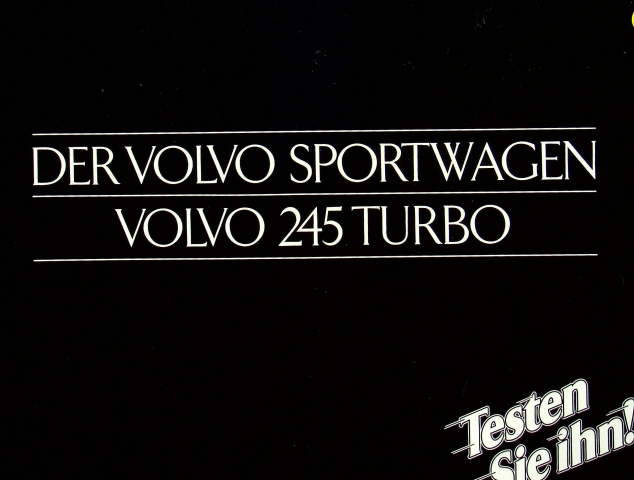 DER VOLVO SPORTWAGEN
VOLVO 245 TURBO
Testen
Sie ihn!